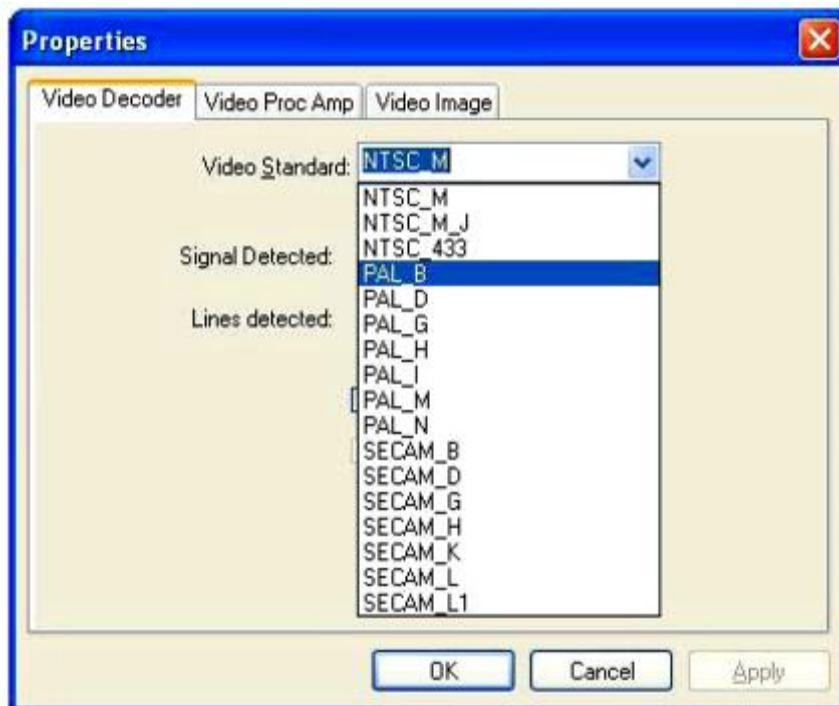 Properties
Video Decoder Video Proc Amp Video Image
Video Standard: NTSC_M
NTSC_M
NTSC_M_J
NTSC_433
Signal Detected:
PAL_B
PAL_D
Lines detected:
PAL_G
PAL_H
PAL_I
PAL_M
PAL_N
SECAM_B
SECAM_D
SECAM_G
SECAM_H
SECAM_K
SECAM_L
SECAM_L1
OK Cancel Apply